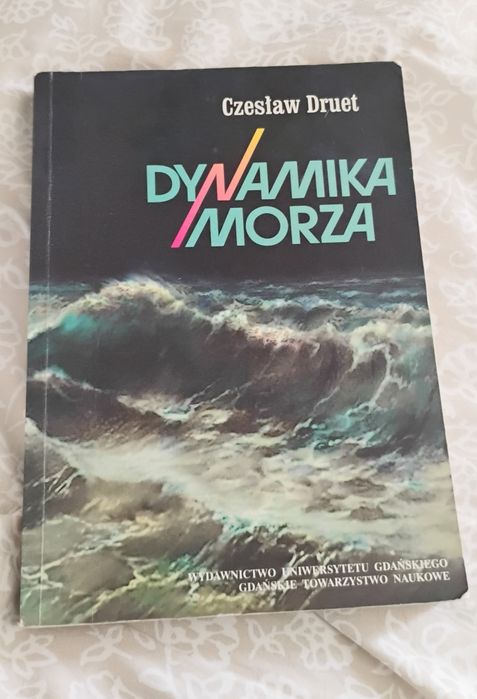 Czesław Druet
DYNAMIKA
MORZA
WYDAWNICTWO UNIWERSYTETU GDAŃSKIEGO
GDAŃSKIE TOWARZYSTWO NAUKOWE